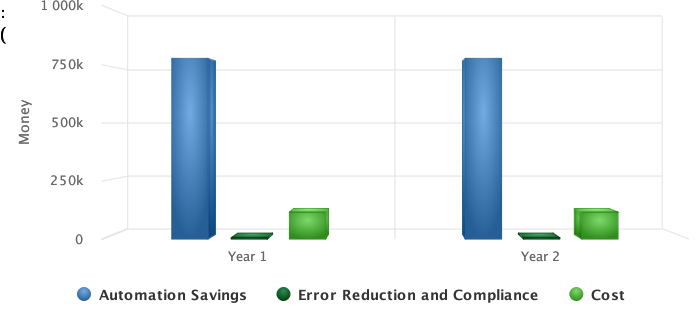 :
(
1 000k
750k
500k
250k
0
Money
Year 1
Year 2
Automation Savings
Error Reduction and Compliance
Cost